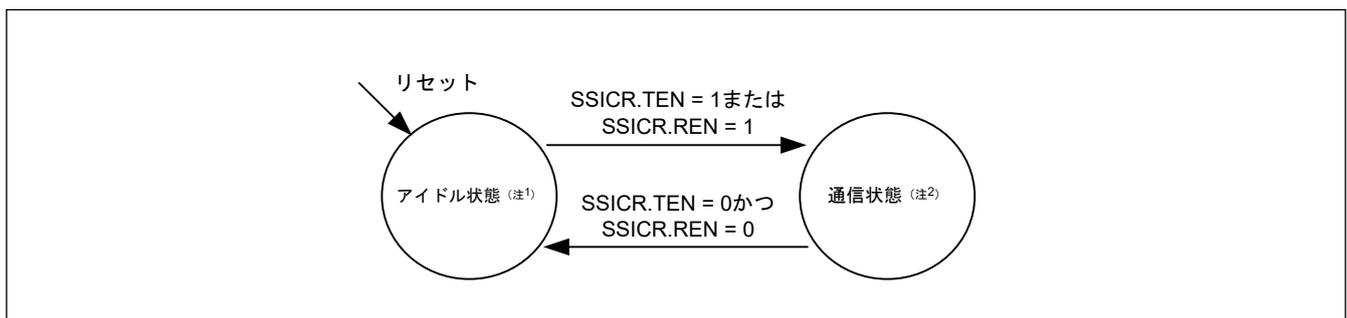 リセット
SSICR.TEN = 1または
SSICR.REN = 1
アイドル状態（注1）
通信状態（注2）
SSICR.TEN = 0かつ
SSICR.REN = 0